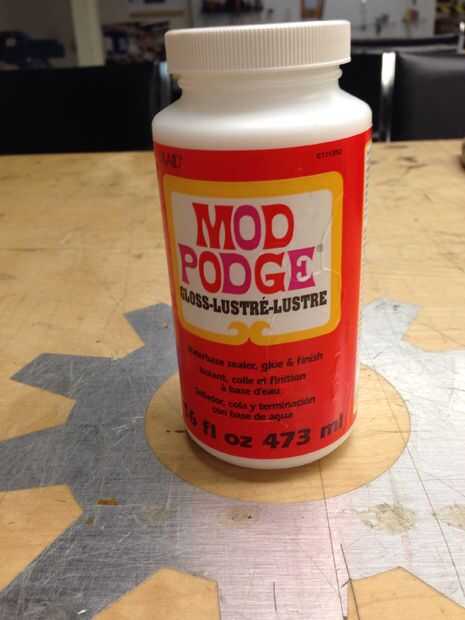 MOD
PODGE®
GLOSS-LUSTRÉ-LUSTRE
waterbase sealer, glue & finish
isolant, colle et finition
à base d'eau
sellador, cola y terminación
con base de agua
16 fl oz 473 ml